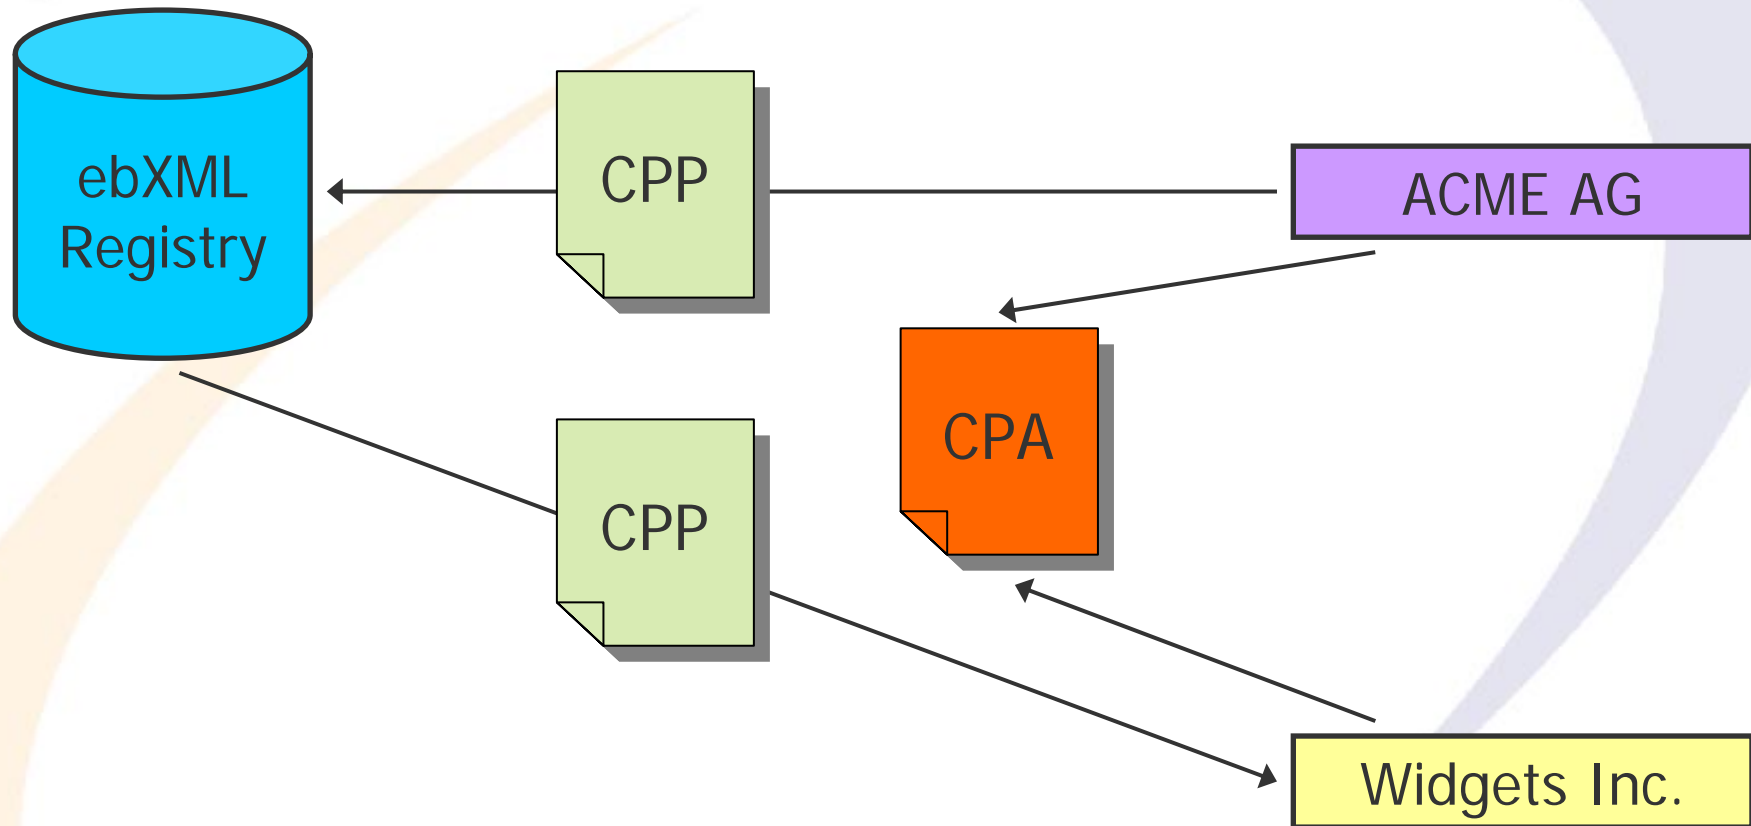 ebXML
Registry
CPP
ACME AG
CPA
CPP
Widgets Inc.